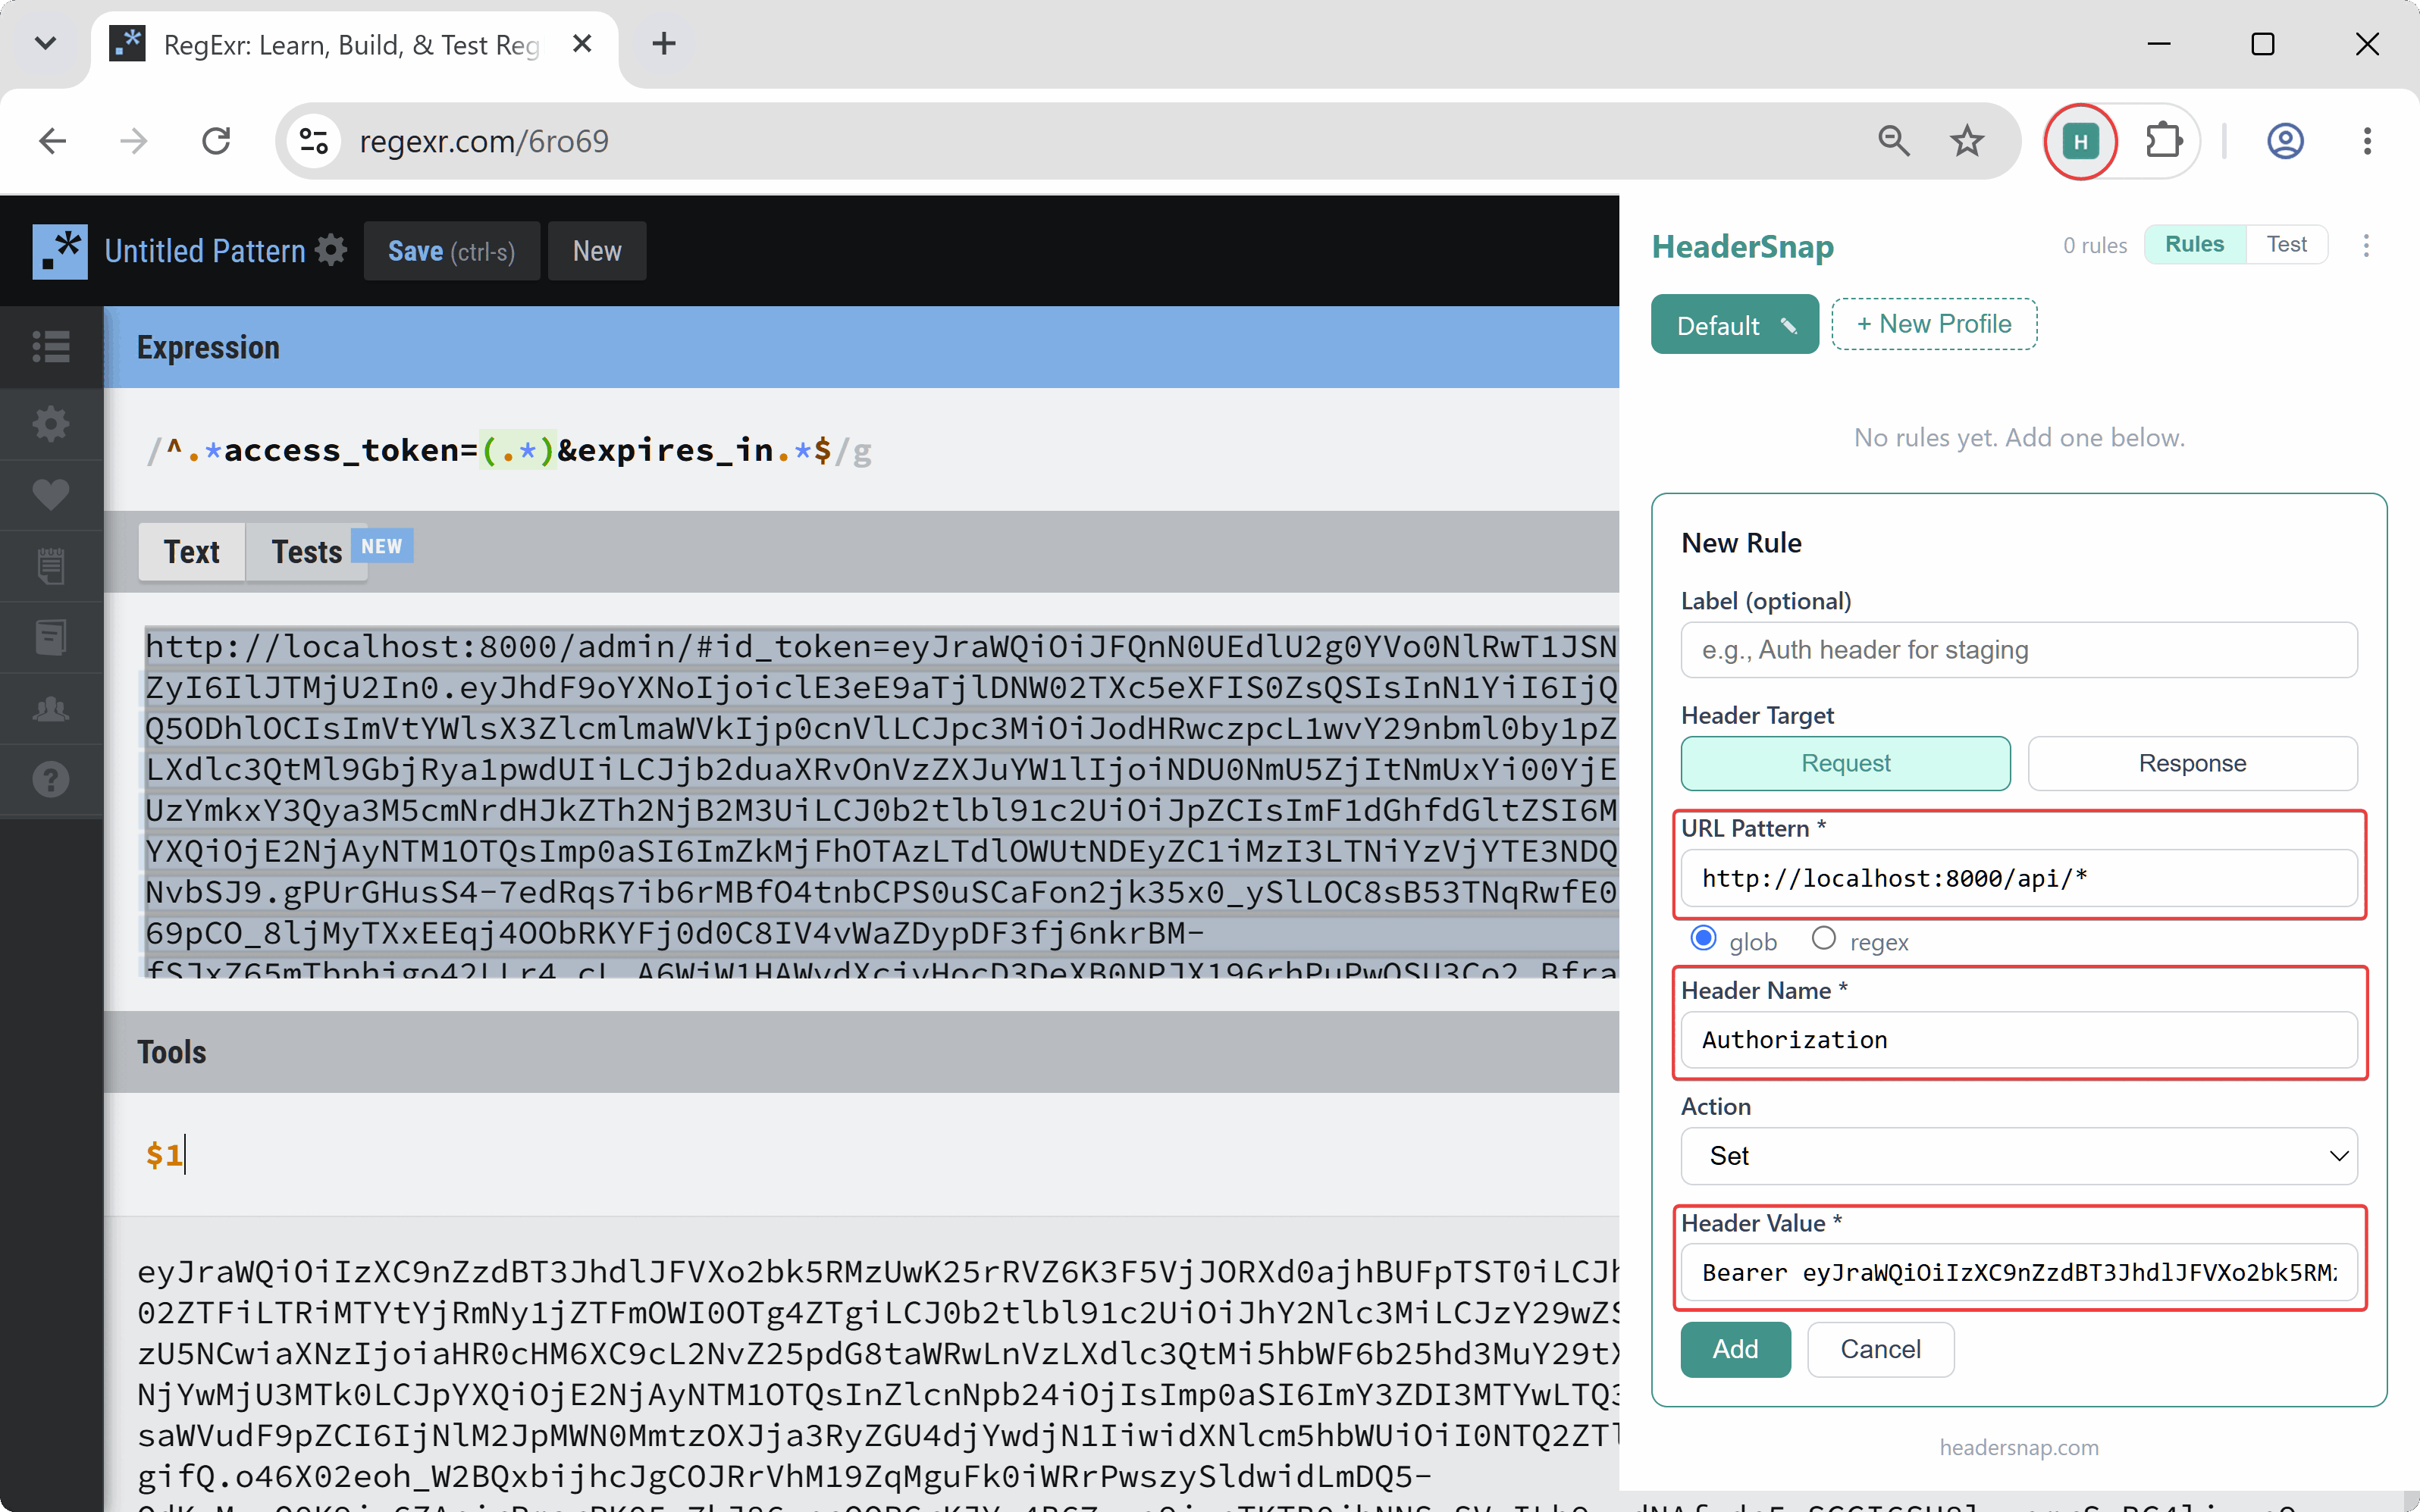 RegExr: Learn, Build, & Test Reg
regexr.com/6ro69
H
.*
Untitled Pattern
Save (ctrl-s)
New
Expression
/^.*access_token=(.*)&expires_in.*$/g
Text
Tests
NEW
http://localhost:8000/admin/#id_token=eyJraWQiOiJFQnN0UEdlU2g0YVo0NlRwT1JSN
ZyI6IlJTMjU2In0.eyJhdF9oYXNoIjoiclE3eE9aTjlDNW02TXc5eXFIS0ZsQSIsInN1YiI6IjQ
Q5ODhlOCIsImVtYWlsX3ZlcmlmaWVkIjp0cnVlLCJpc3MiOiJodHRwczpcL1wvY29nbml0by1pZ
LXdlc3QtMl9GbjRya1pwdUIiLCJjb2duaXRvOnVzZXJuYW1lIjoiNDU0NmU5ZjItNmUxYi00YjE
UzYmkxY3Qya3M5cmNrdHJkZTh2NjB2M3UiLCJ0b2tlbl91c2UiOiJpZCIsImF1dGhfdGltZSI6M
YXQiOjE2NjAyNTM1OTQsImp0aSI6ImZkMjFhOTAzLTdlOWUtNDEyZC1iMzI3LTNiYzVjYTE3NDQ
NvbSJ9.gPUrGHusS4-7edRqs7ib6rMBfO4tnbCPS0uSCaFon2jk35x0_ySlLOC8sB53TNqRwfE0
69pCO_8ljMyTXxEEqj4OObRKYFj0d0C8IV4vWaZDypDF3fj6nkrBM-
Tools
$1
eyJraWQiOiIzXC9nZzdBT3JhdlJFVXo2bk5RMzUwK25rRVZ6K3F5VjJORXd0ajhBUFpTST0iLCJh
02ZTFiLTRiMTYtYjRmNy1jZTFmOWI0OTg4ZTgiLCJ0b2tlbl91c2UiOiJhY2Nlc3MiLCJzY29wZS
zU5NCwiaXNzIjoiaHR0cHM6XC9cL2NvZ25pdG8taWRwLnVzLXdlc3QtMi5hbWF6b25hd3MuY29tX
NjYwMjU3MTk0LCJpYXQiOjE2NjAyNTM1OTQsInZlcnNpb24iOjIsImp0aSI6ImY3ZDI3MTYwLTQ3
saWVudF9pZCI6IjNlM2JpMWN0MmtzOXJja3RyZGU4djYwdjN1IiwidXNlcm5hbWUiOiI0NTQ2ZTl
gifQ.o46X02eoh_W2BQxbijhcJgCOJRrVhM19ZqMguFk0iWRrPwszySldwidLmDQ5-
HeaderSnap
0 rules
Rules
Test
Default
+ New Profile
No rules yet. Add one below.
New Rule
Label (optional)
e.g., Auth header for staging
Header Target
Request
Response
URL Pattern *
http://localhost:8000/api/*
glob
regex
Header Name *
Authorization
Action
Set
Header Value *
Bearer eyJraWQiOiIzXC9nZzdBT3JhdlJFVXo2bk5RMz
Add
Cancel
headersnap.com